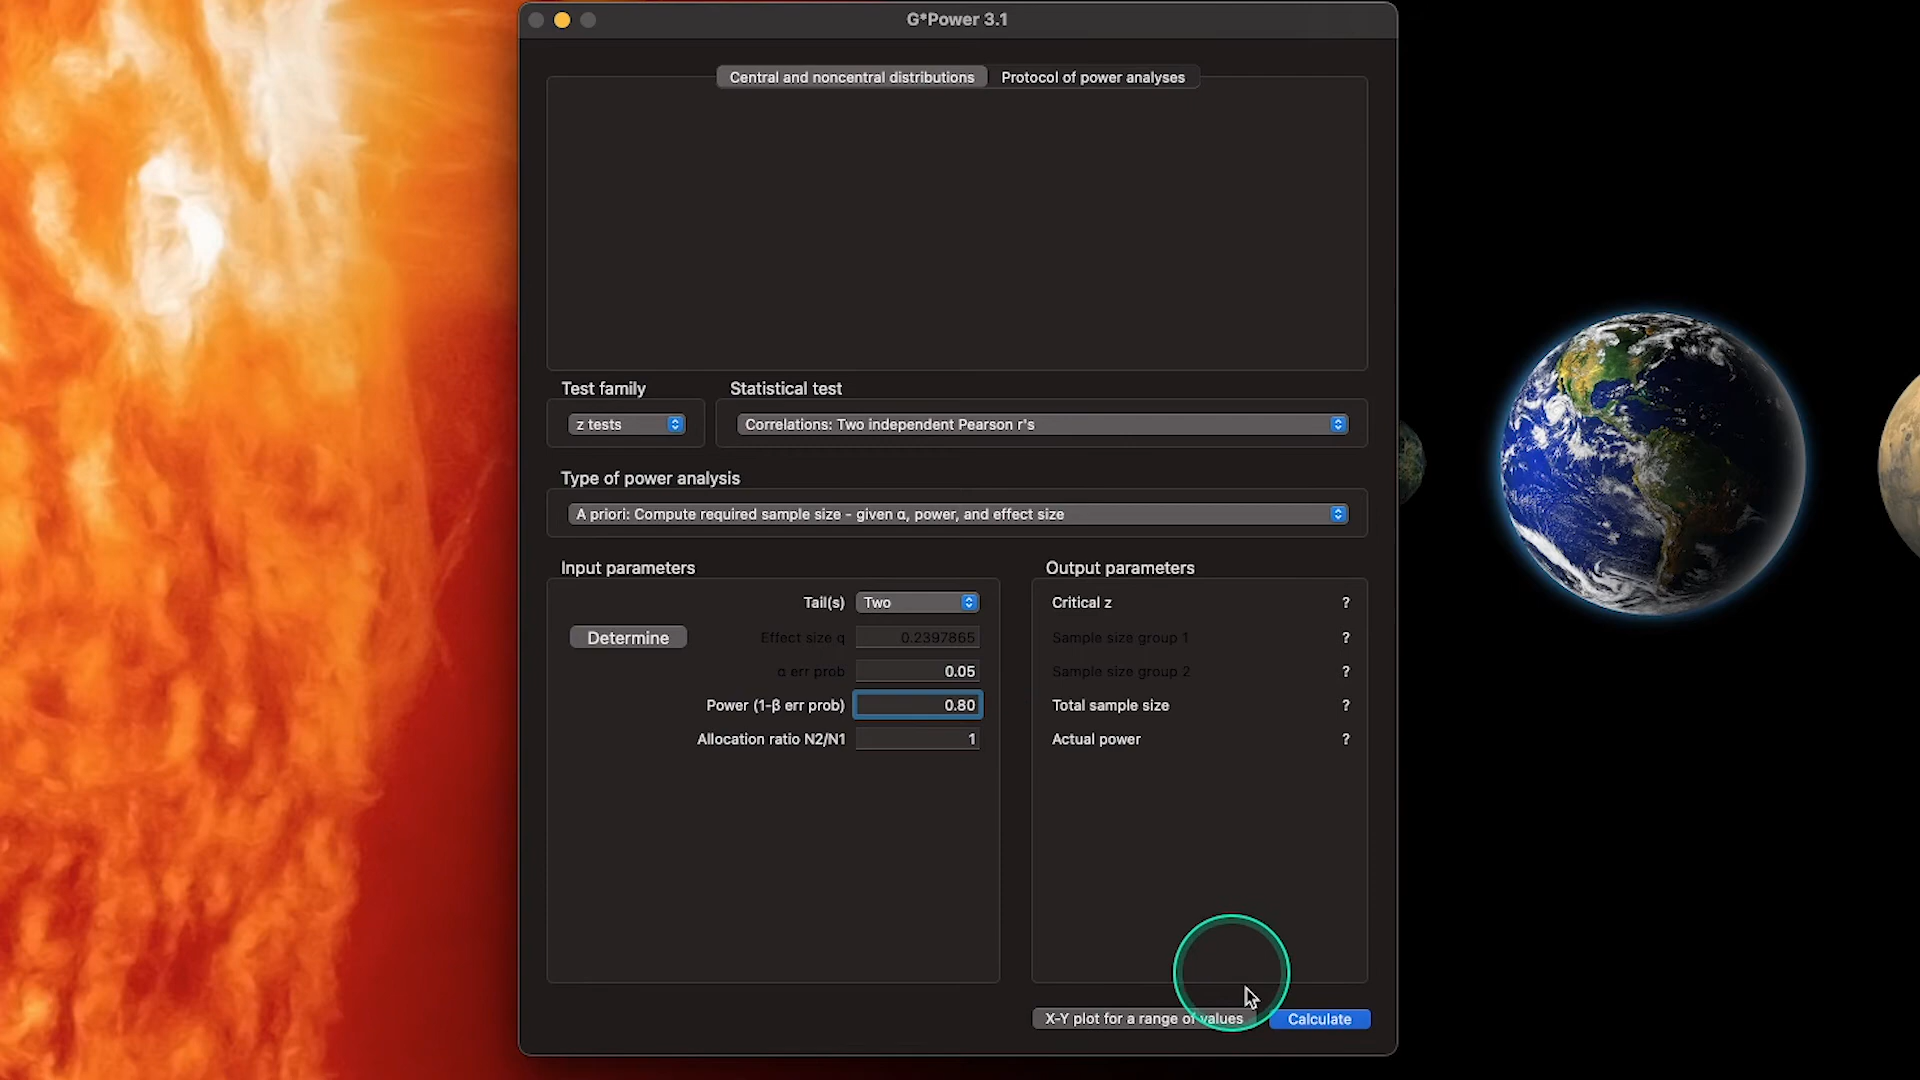 G*Power 3.1
Central and noncentral distributions Protocol of power analyses
Test family Statistical test
z tests Correlations: Two independent Pearson r's
Type of power analysis
A priori: Compute required sample size - given α, power, and effect size
Input parameters Output parameters
Tail(s) Two Critical z ?
Determine Effect size q 0.2397865 Sample size group 1 ?
α err prob 0.05 Sample size group 2 ?
Power (1-β err prob) 0.80 Total sample size ?
Allocation ratio N2/N1 1 Actual power ?
X-Y plot for a range of values Calculate